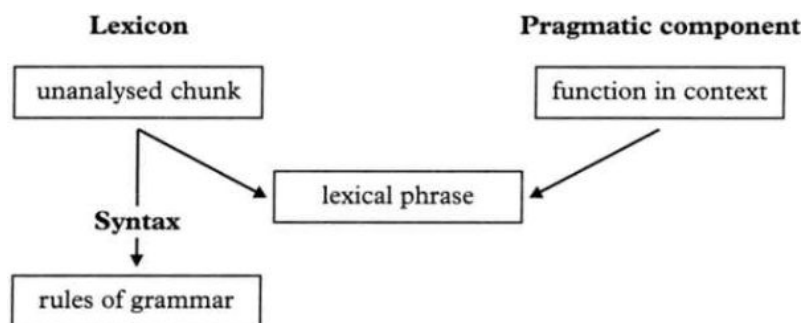 Lexicon
Pragmatic component
unanalysed chunk
function in context
lexical phrase
Syntax
rules of grammar